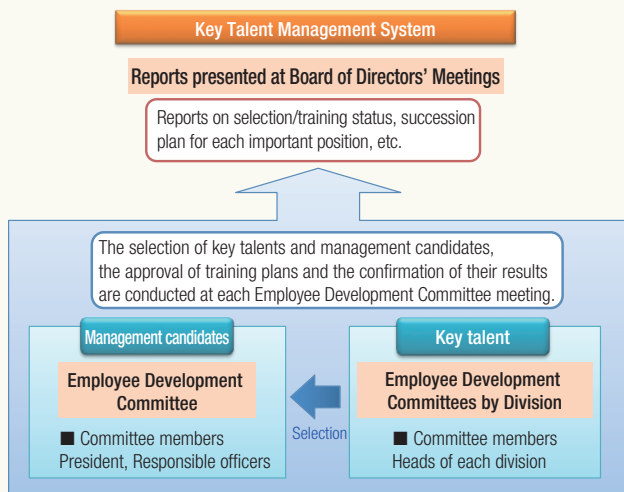 Key Talent Management System
Reports presented at Board of Directors’ Meetings
Reports on selection/training status, succession
plan for each important position, etc.
The selection of key talents and management candidates,
the approval of training plans and the confirmation of their results
are conducted at each Employee Development Committee meeting.
Management candidates
Employee Development
Committee
■ Committee members
President, Responsible officers
Selection
Key talent
Employee Development
Committees by Division
■ Committee members
Heads of each division